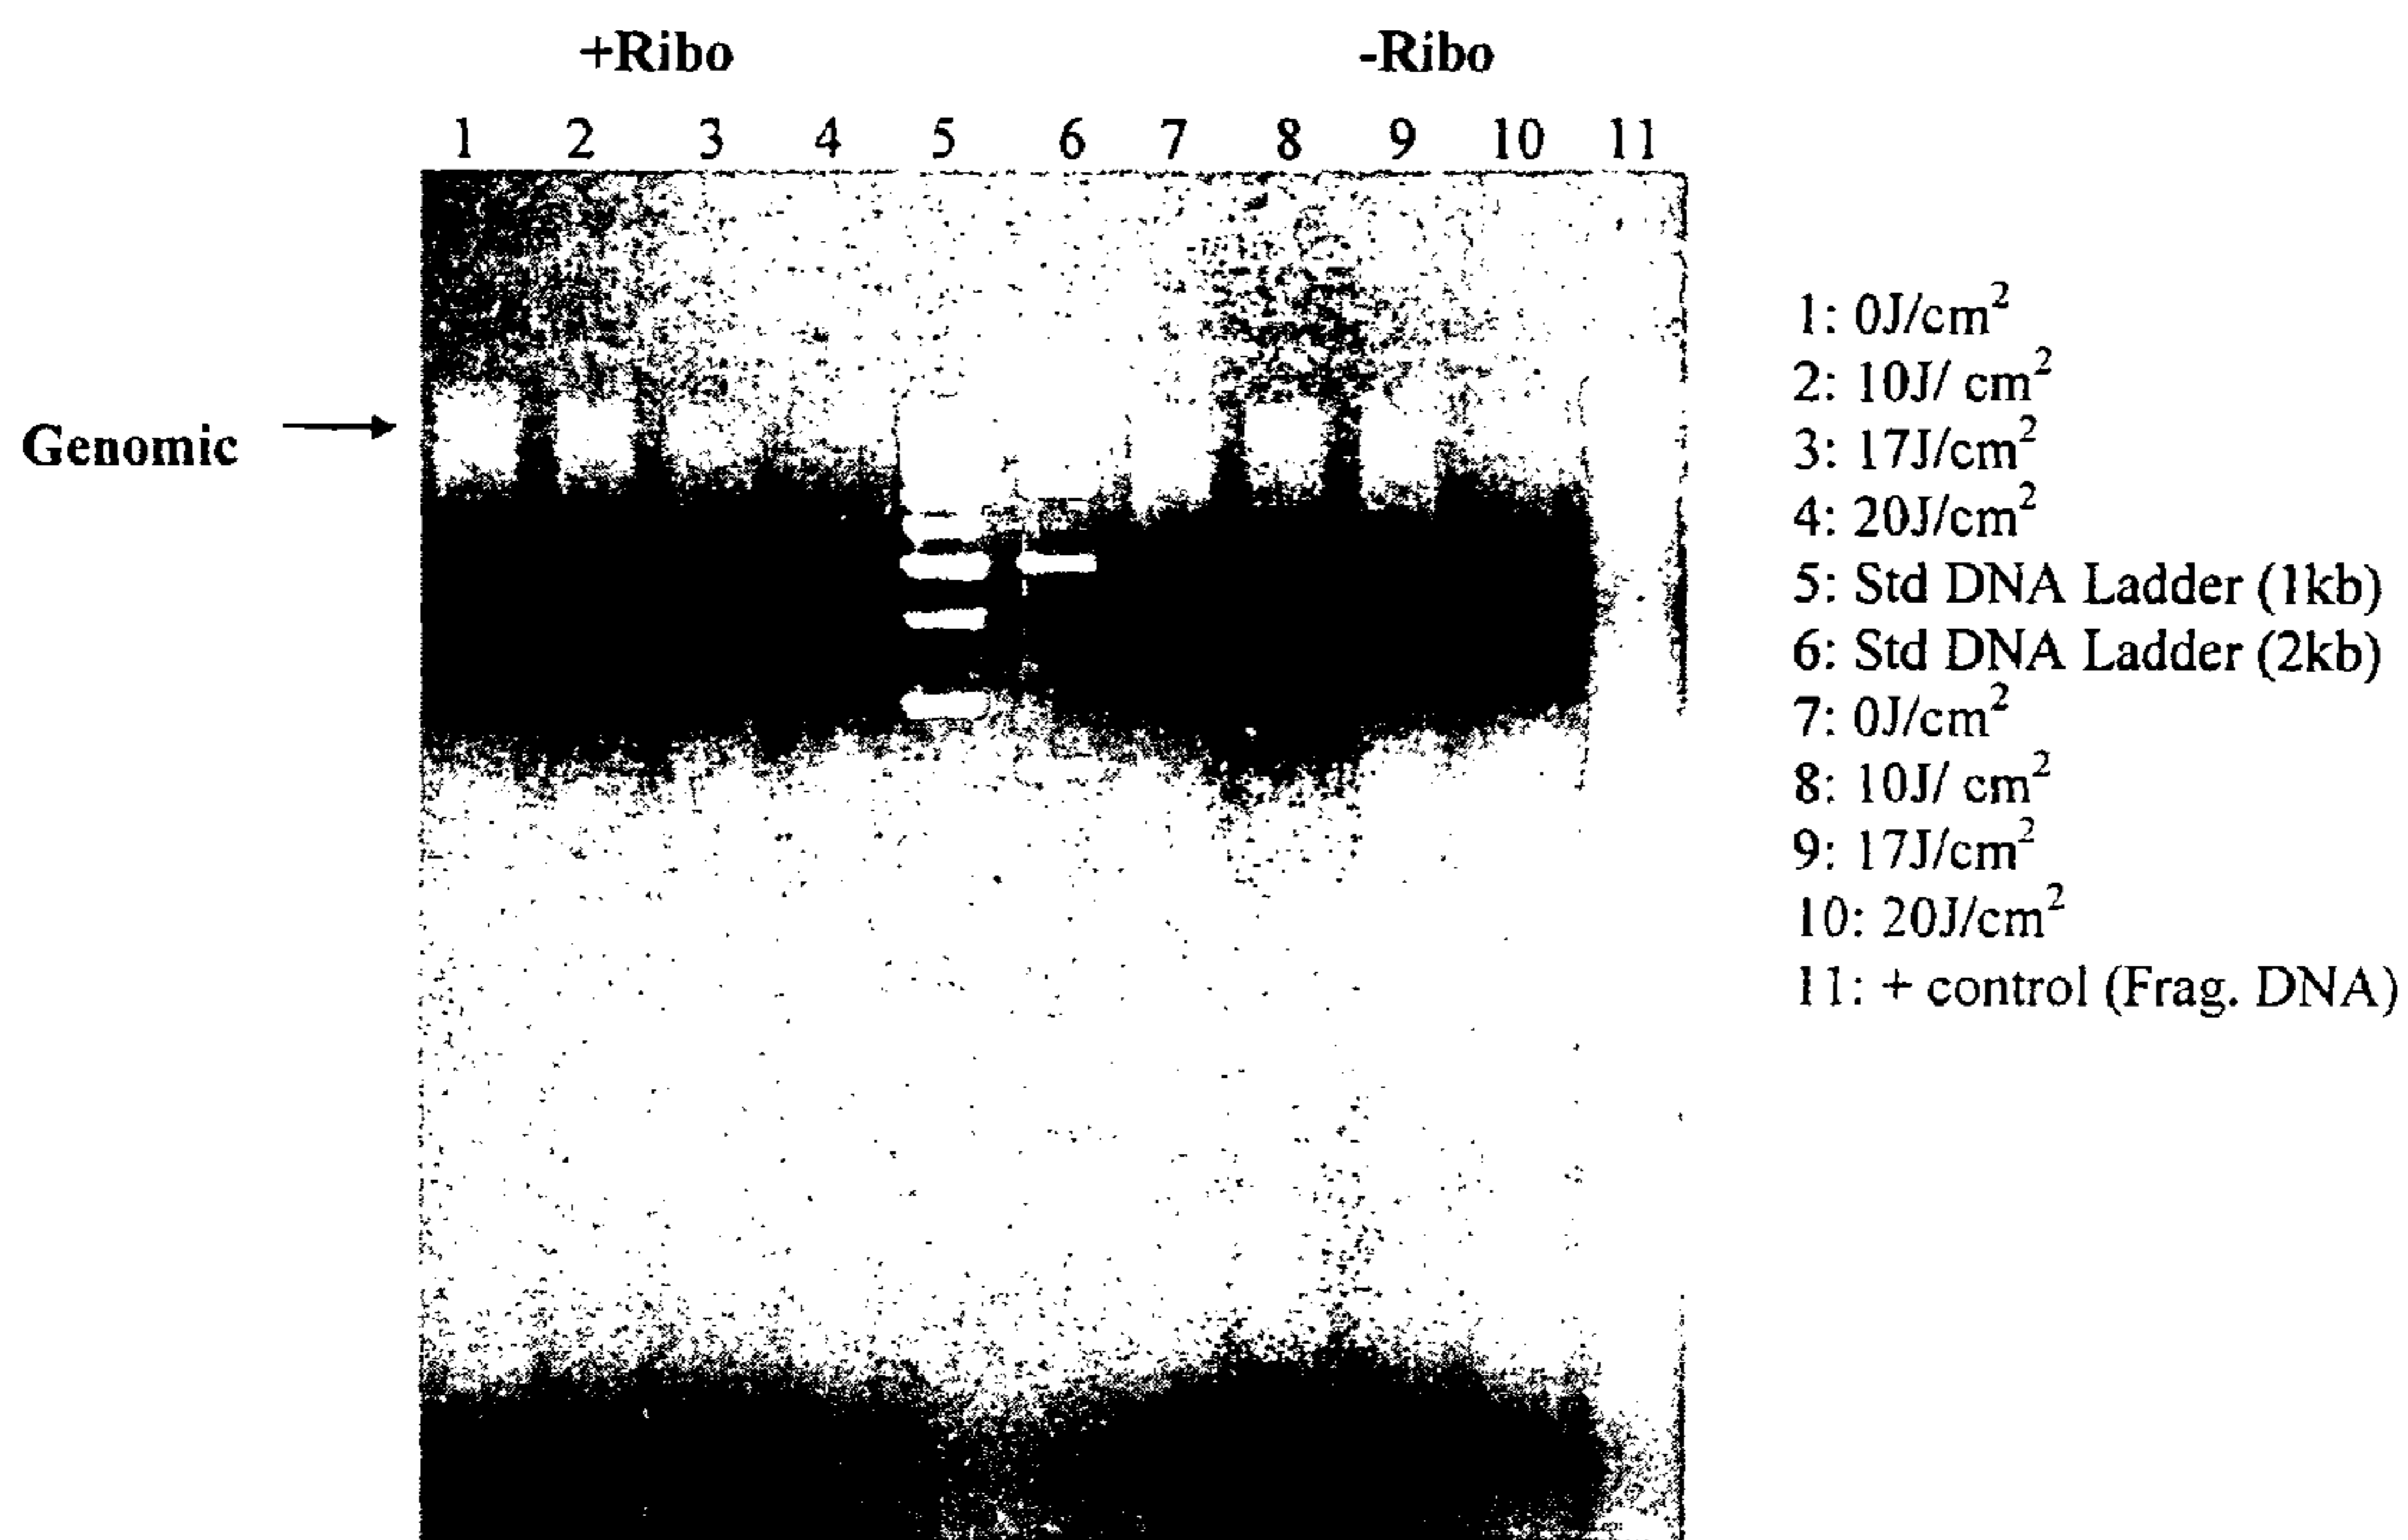 +Ribo -Ribo
1 2 3 4 5 6 7 8 9 10 11
Genomic
1: 0J/cm²
2: 10J/ cm²
3: 17J/cm²
4: 20J/cm²
5: Std DNA Ladder (1kb)
6: Std DNA Ladder (2kb)
7: 0J/cm²
8: 10J/ cm²
9: 17J/cm²
10: 20J/cm²
11: + control (Frag. DNA)